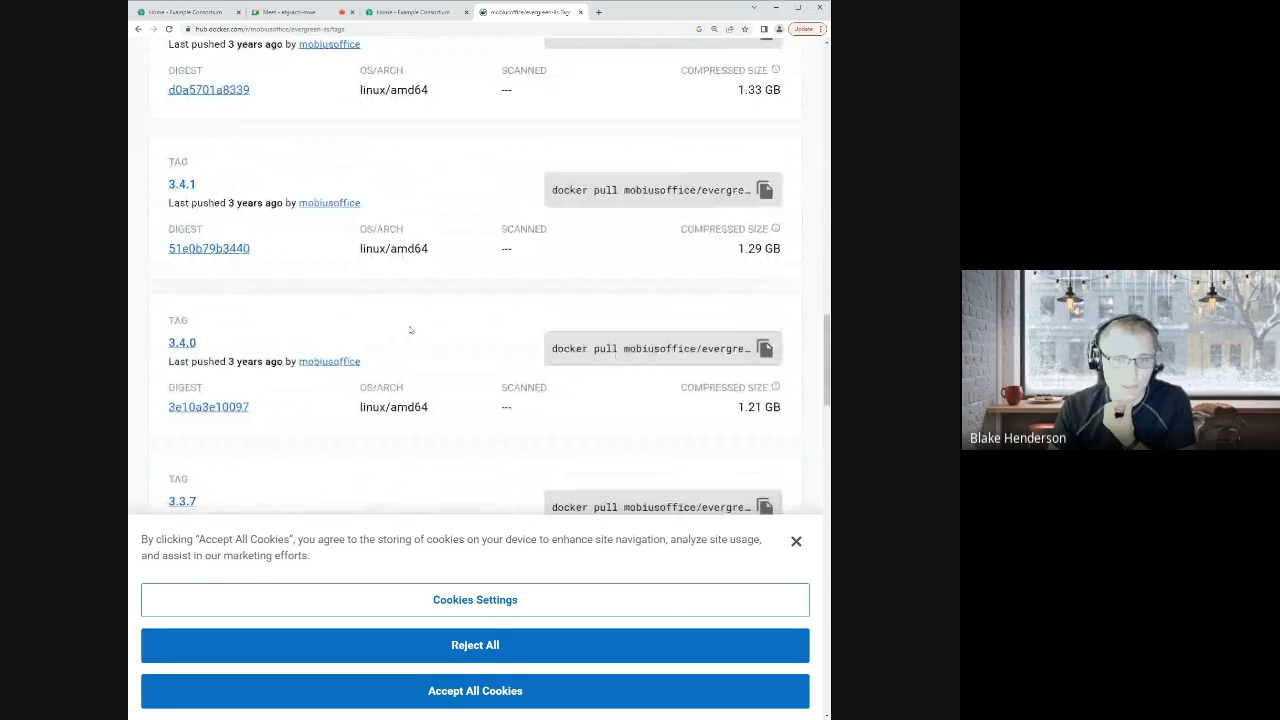 Home - Example Consortium
Meet - ehj-acti-mwe
Home - Example Consortium
mobiusoffice/evergreen-ils Tags
hub.docker.com/r/mobiusoffice/evergreen-ils/tags
Update
Last pushed 3 years ago by mobiusoffice
DIGEST OS/ARCH SCANNED COMPRESSED SIZE
d0a5701a8339 linux/amd64 --- 1.33 GB
TAG
3.4.1
docker pull mobiusoffice/evergre…
Last pushed 3 years ago by mobiusoffice
DIGEST OS/ARCH SCANNED COMPRESSED SIZE
51e0b79b3440 linux/amd64 --- 1.29 GB
TAG
3.4.0
docker pull mobiusoffice/evergre…
Last pushed 3 years ago by mobiusoffice
DIGEST OS/ARCH SCANNED COMPRESSED SIZE
3e10a3e10097 linux/amd64 --- 1.21 GB
TAG
3.3.7
docker pull mobiusoffice/evergre…
By clicking “Accept All Cookies”, you agree to the storing of cookies on your device to enhance site navigation, analyze site usage,
and assist in our marketing efforts.
Cookies Settings
Reject All
Accept All Cookies
Blake Henderson